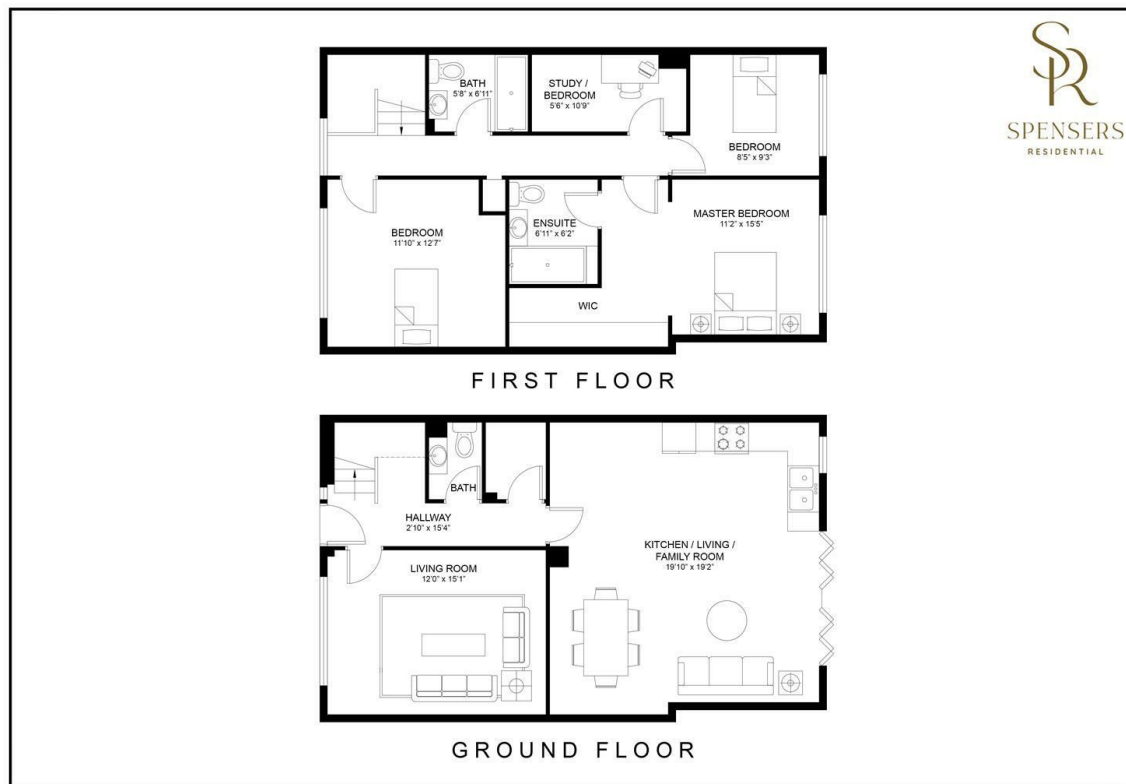 SR
SPENSERS
RESIDENTIAL
BATH
5'8" x 6'11"
STUDY /
BEDROOM
5'6" x 10'9"
BEDROOM
8'5" x 9'3"
BEDROOM
11'10" x 12'7"
ENSUITE
6'11" x 6'2"
MASTER BEDROOM
11'2" x 15'5"
WIC
FIRST FLOOR
BATH
HALLWAY
2'10" x 15'4"
LIVING ROOM
12'0" x 15'1"
KITCHEN / LIVING /
FAMILY ROOM
19'10" x 19'2"
GROUND FLOOR